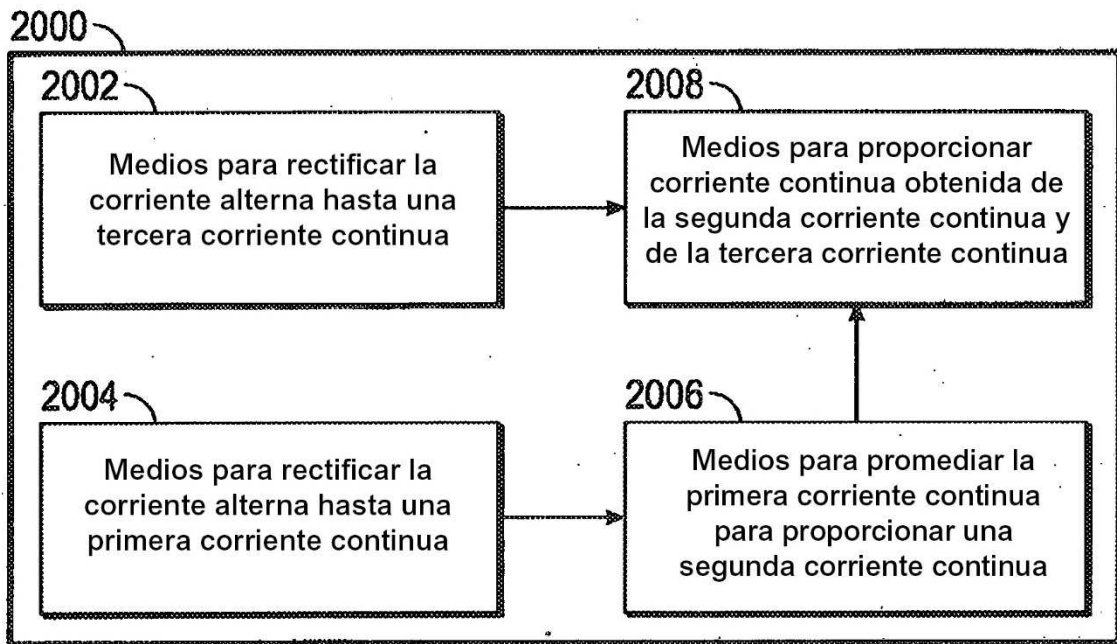 2000
2002
Medios para rectificar la
corriente alterna hasta una
tercera corriente continua
2008
Medios para proporcionar
corriente continua obtenida de
la segunda corriente continua y
de la tercera corriente continua
2004
Medios para rectificar la
corriente alterna hasta una
primera corriente continua
2006
Medios para promediar la
primera corriente continua
para proporcionar una
segunda corriente continua